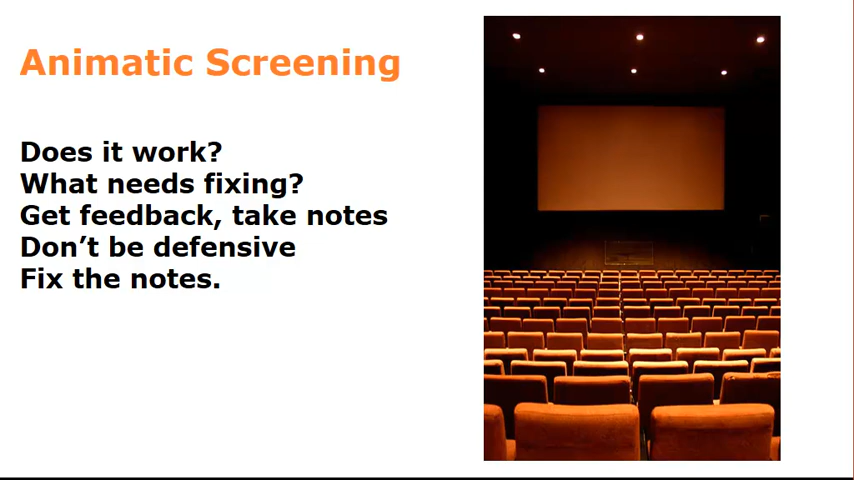 Animatic Screening
Does it work?
What needs fixing?
Get feedback, take notes
Don’t be defensive
Fix the notes.